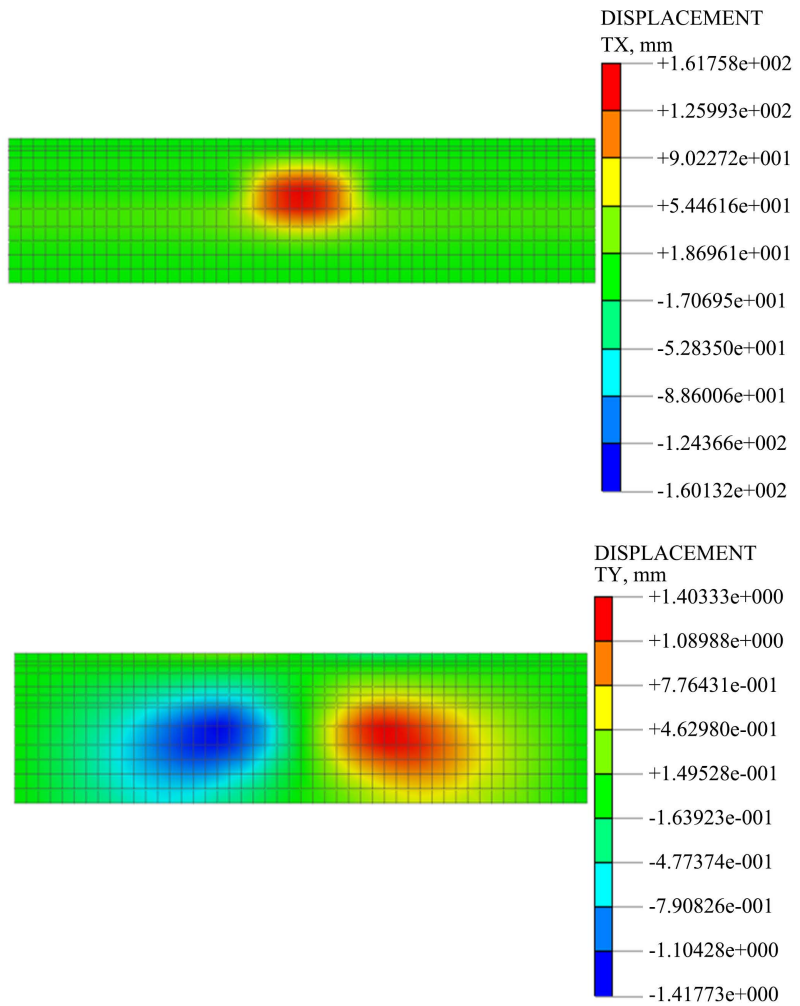 DISPLACEMENT
TX, mm
+1.61758e+002
+1.25993e+002
+9.02272e+001
+5.44616e+001
+1.86961e+001
-1.70695e+001
-5.28350e+001
-8.86006e+001
-1.24366e+002
-1.60132e+002
DISPLACEMENT
TY, mm
+1.40333e+000
+1.08988e+000
+7.76431e-001
+4.62980e-001
+1.49528e-001
-1.63923e-001
-4.77374e-001
-7.90826e-001
-1.10428e+000
-1.41773e+000